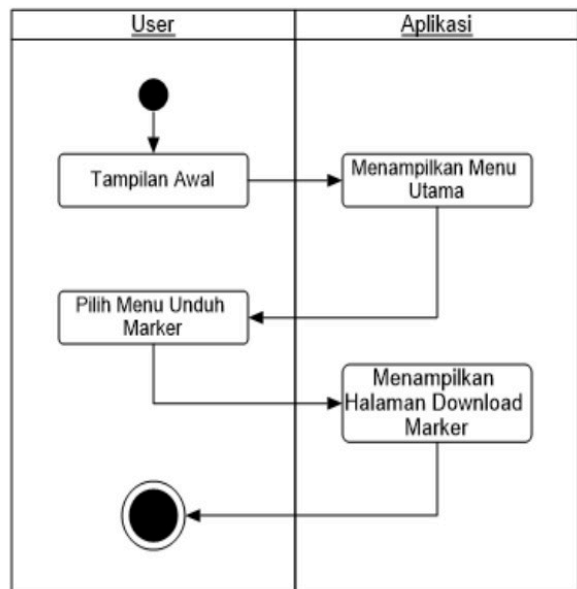 User
Aplikasi
Tampilan Awal
Menampilkan Menu
Utama
Pilih Menu Unduh
Marker
Menampilkan
Halaman Download
Marker